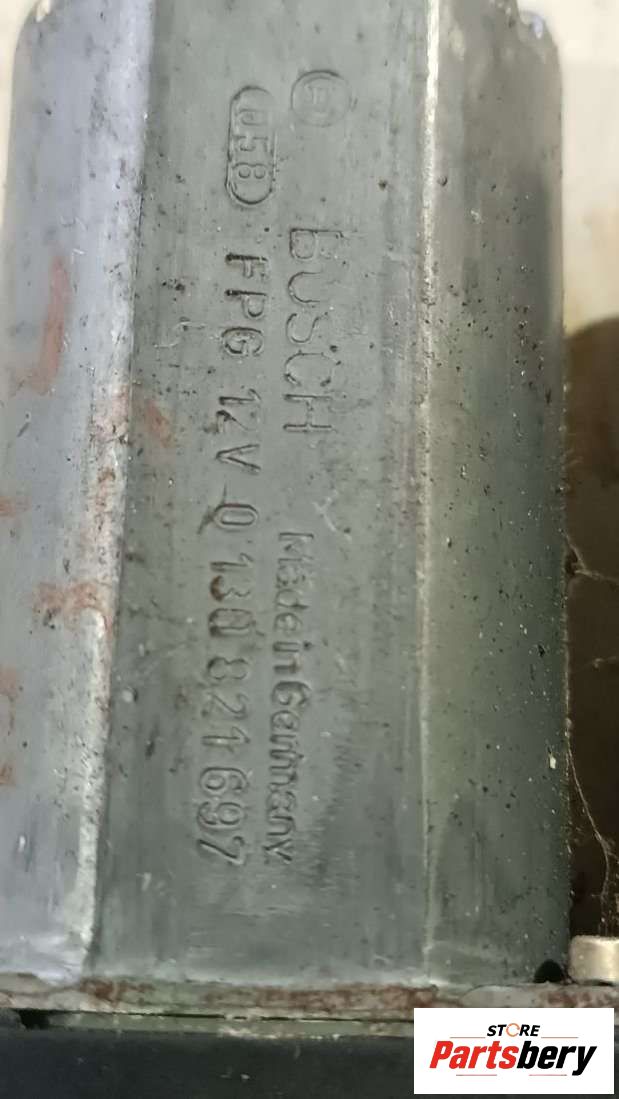 BOSCH
Made in Germany
058
FPG 12V 0 130 821 697
STORE
Partsbery